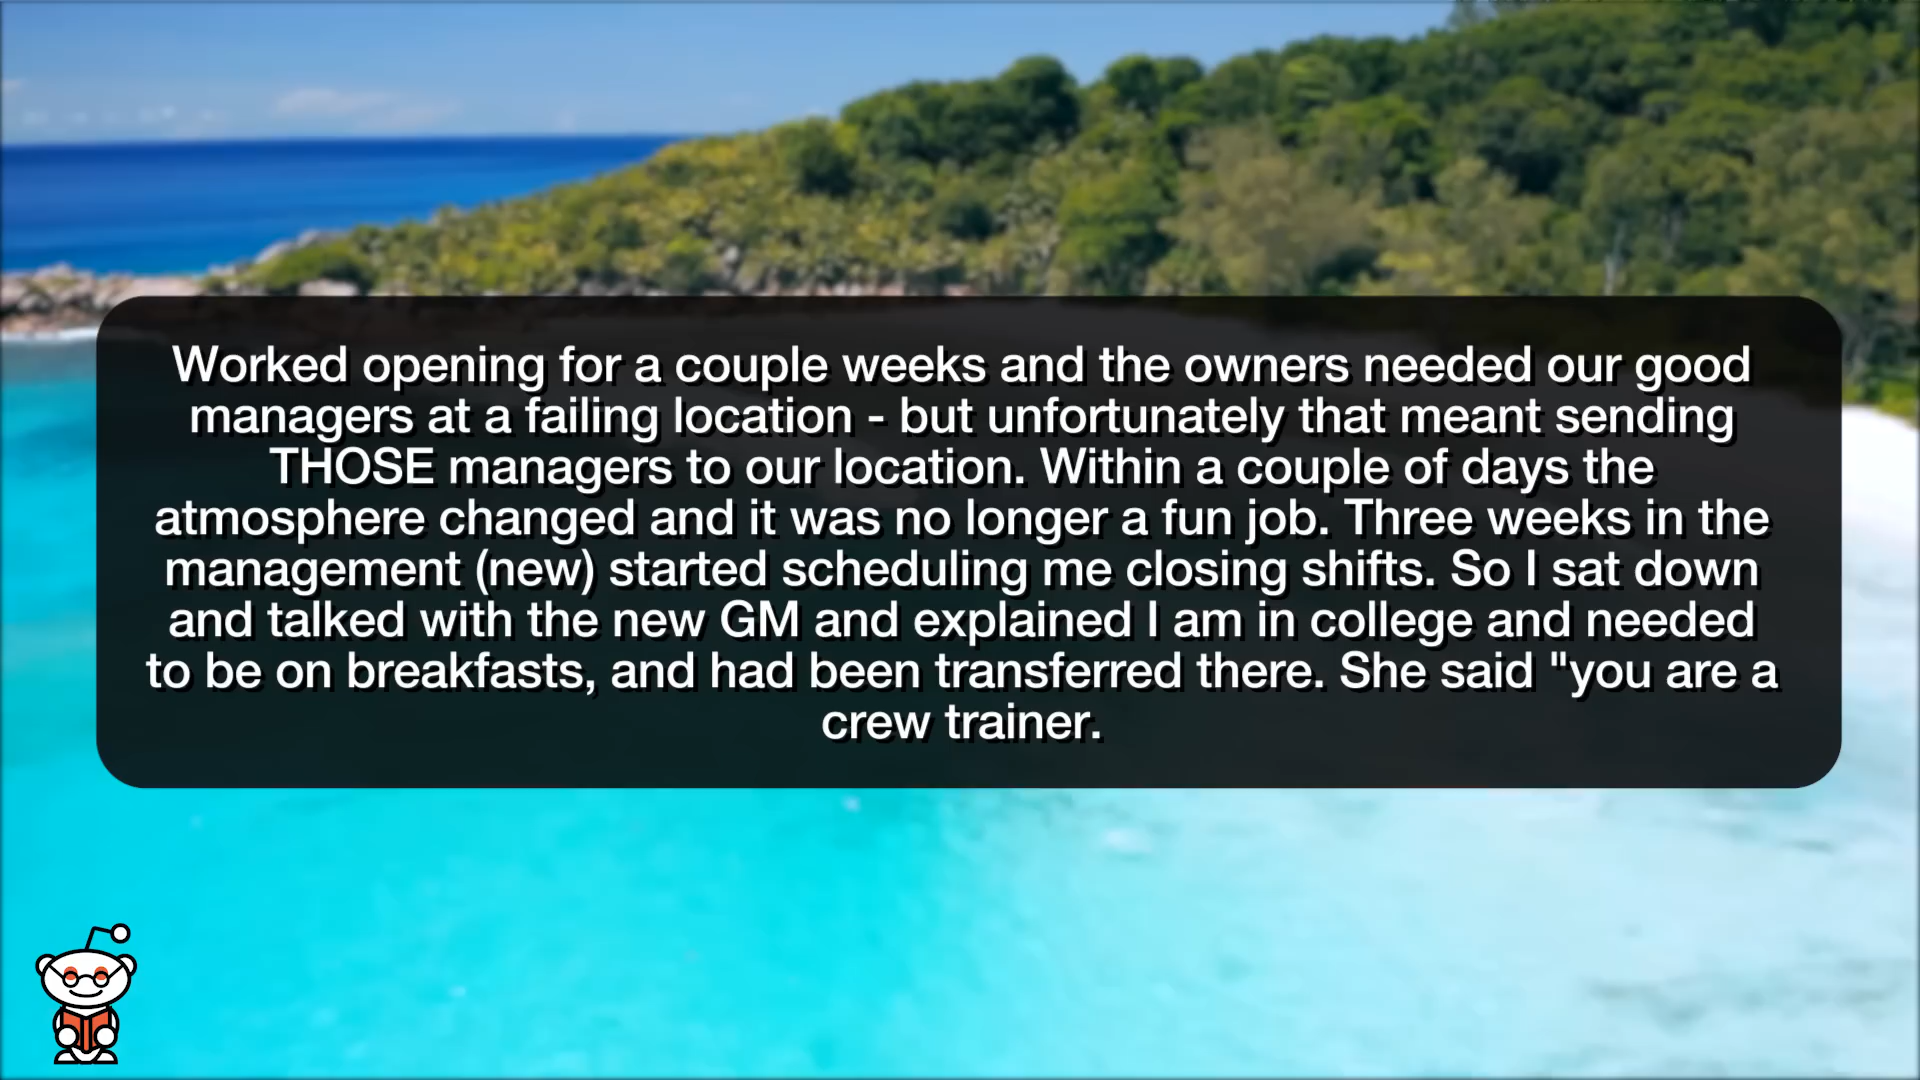 Worked opening for a couple weeks and the owners needed our good
managers at a failing location - but unfortunately that meant sending
THOSE managers to our location. Within a couple of days the
atmosphere changed and it was no longer a fun job. Three weeks in the
management (new) started scheduling me closing shifts. So I sat down
and talked with the new GM and explained I am in college and needed
to be on breakfasts, and had been transferred there. She said "you are a
crew trainer.